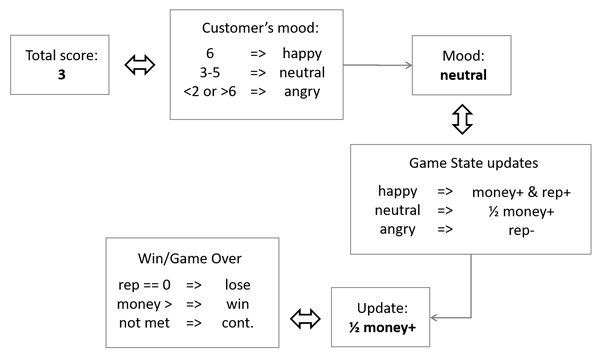 Total score:
3
Customer's mood:
6 => happy
3-5 => neutral
<2 or >6 => angry
Mood:
neutral
Game State updates
happy => money+ & rep+
neutral => ½ money+
angry => rep-
Win/Game Over
rep == 0 => lose
money > => win
not met => cont.
Update:
½ money+